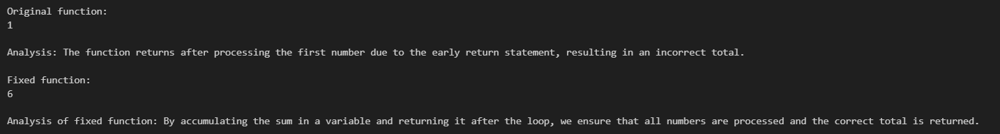 Original function:
1
Analysis: The function returns after processing the first number due to the early return statement, resulting in an incorrect total.
Fixed function:
6
Analysis of fixed function: By accumulating the sum in a variable and returning it after the loop, we ensure that all numbers are processed and the correct total is returned.